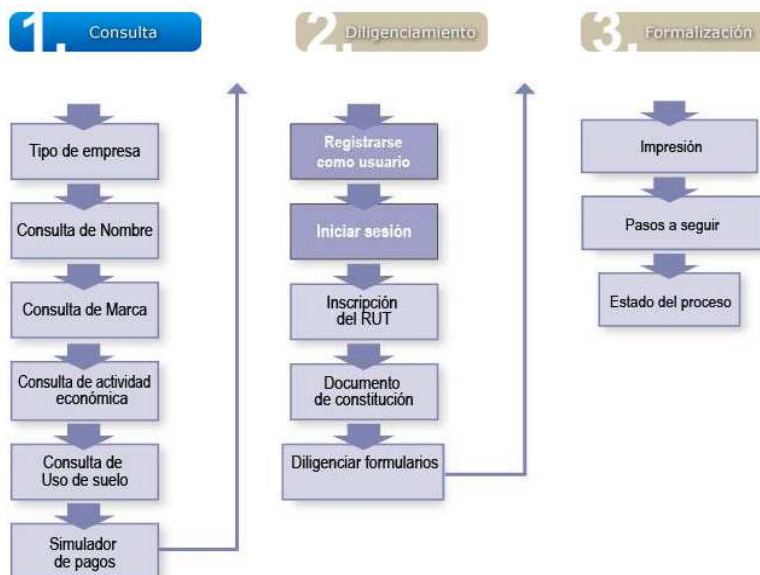 1. Consulta
Tipo de empresa
Consulta de Nombre
Consulta de Marca
Consulta de actividad
económica
Consulta de
Uso de suelo
Simulador
de pagos
2. Diligenciamiento
Registrarse
como usuario
Iniciar sesión
Inscripción
del RUT
Documento
de constitución
Diligenciar formularios
3. Formalización
Impresión
Pasos a seguir
Estado del proceso